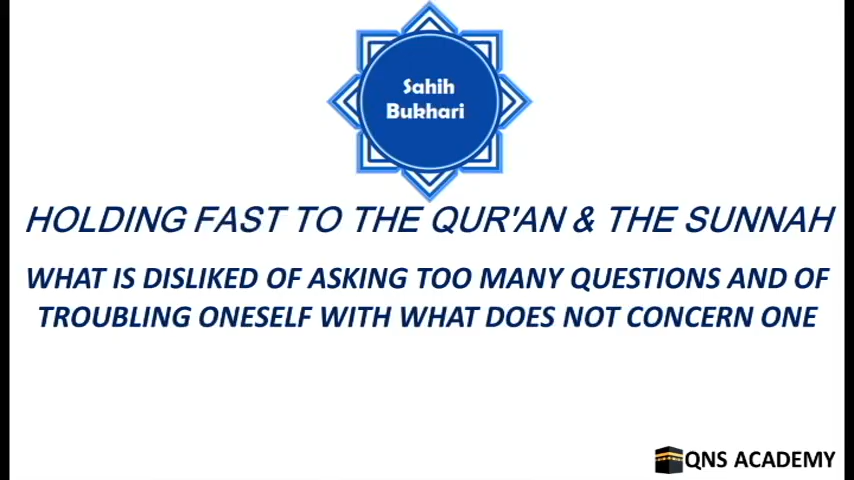 Sahih
Bukhari
HOLDING FAST TO THE QUR'AN & THE SUNNAH
WHAT IS DISLIKED OF ASKING TOO MANY QUESTIONS AND OF
TROUBLING ONESELF WITH WHAT DOES NOT CONCERN ONE
QNS ACADEMY